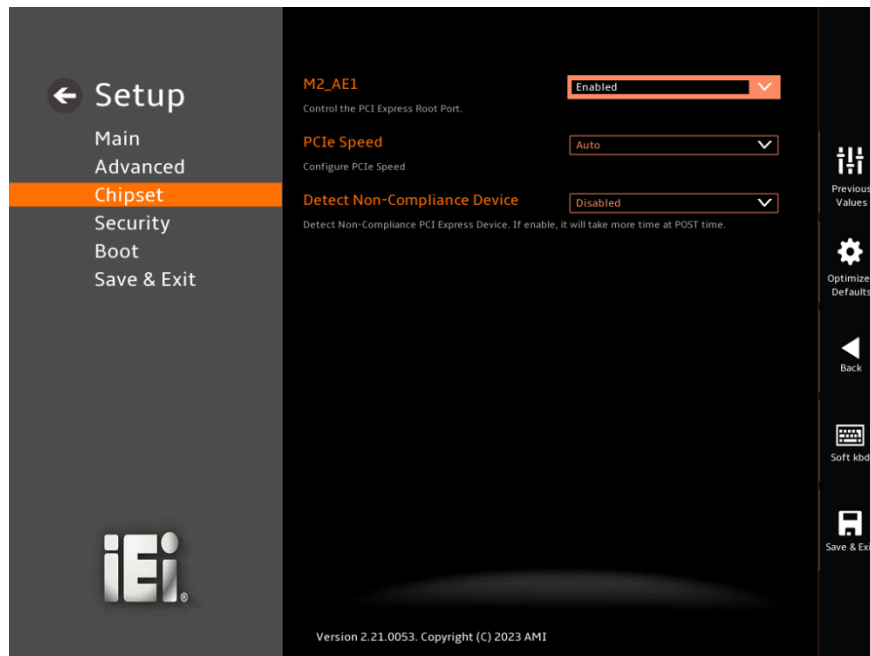 Setup
Main
Advanced
Chipset
Security
Boot
Save & Exit
M2_AE1
Enabled
Control the PCI Express Root Port.
PCIe Speed
Auto
Configure PCIe Speed
Detect Non-Compliance Device
Disabled
Detect Non-Compliance PCI Express Device. If enable, it will take more time at POST time.
Previous
Values
Optimize
Defaults
Back
Soft kbd
Save & Exi
iEi®
Version 2.21.0053. Copyright (C) 2023 AMI